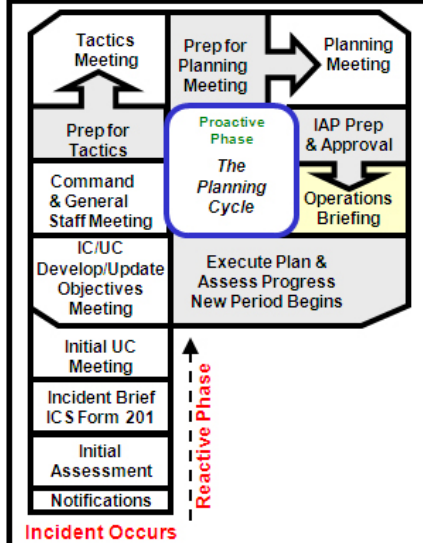 Tactics
Meeting
Prep for
Planning
Meeting
Planning
Meeting
Prep for
Tactics
Proactive
Phase
The
Planning
Cycle
IAP Prep
& Approval
Command
& General
Staff Meeting
Operations
Briefing
IC/UC
Develop/Update
Objectives
Meeting
Execute Plan &
Assess Progress
New Period Begins
Initial UC
Meeting
Incident Brief
ICS Form 201
Initial
Assessment
Notifications
Reactive Phase
Incident Occurs